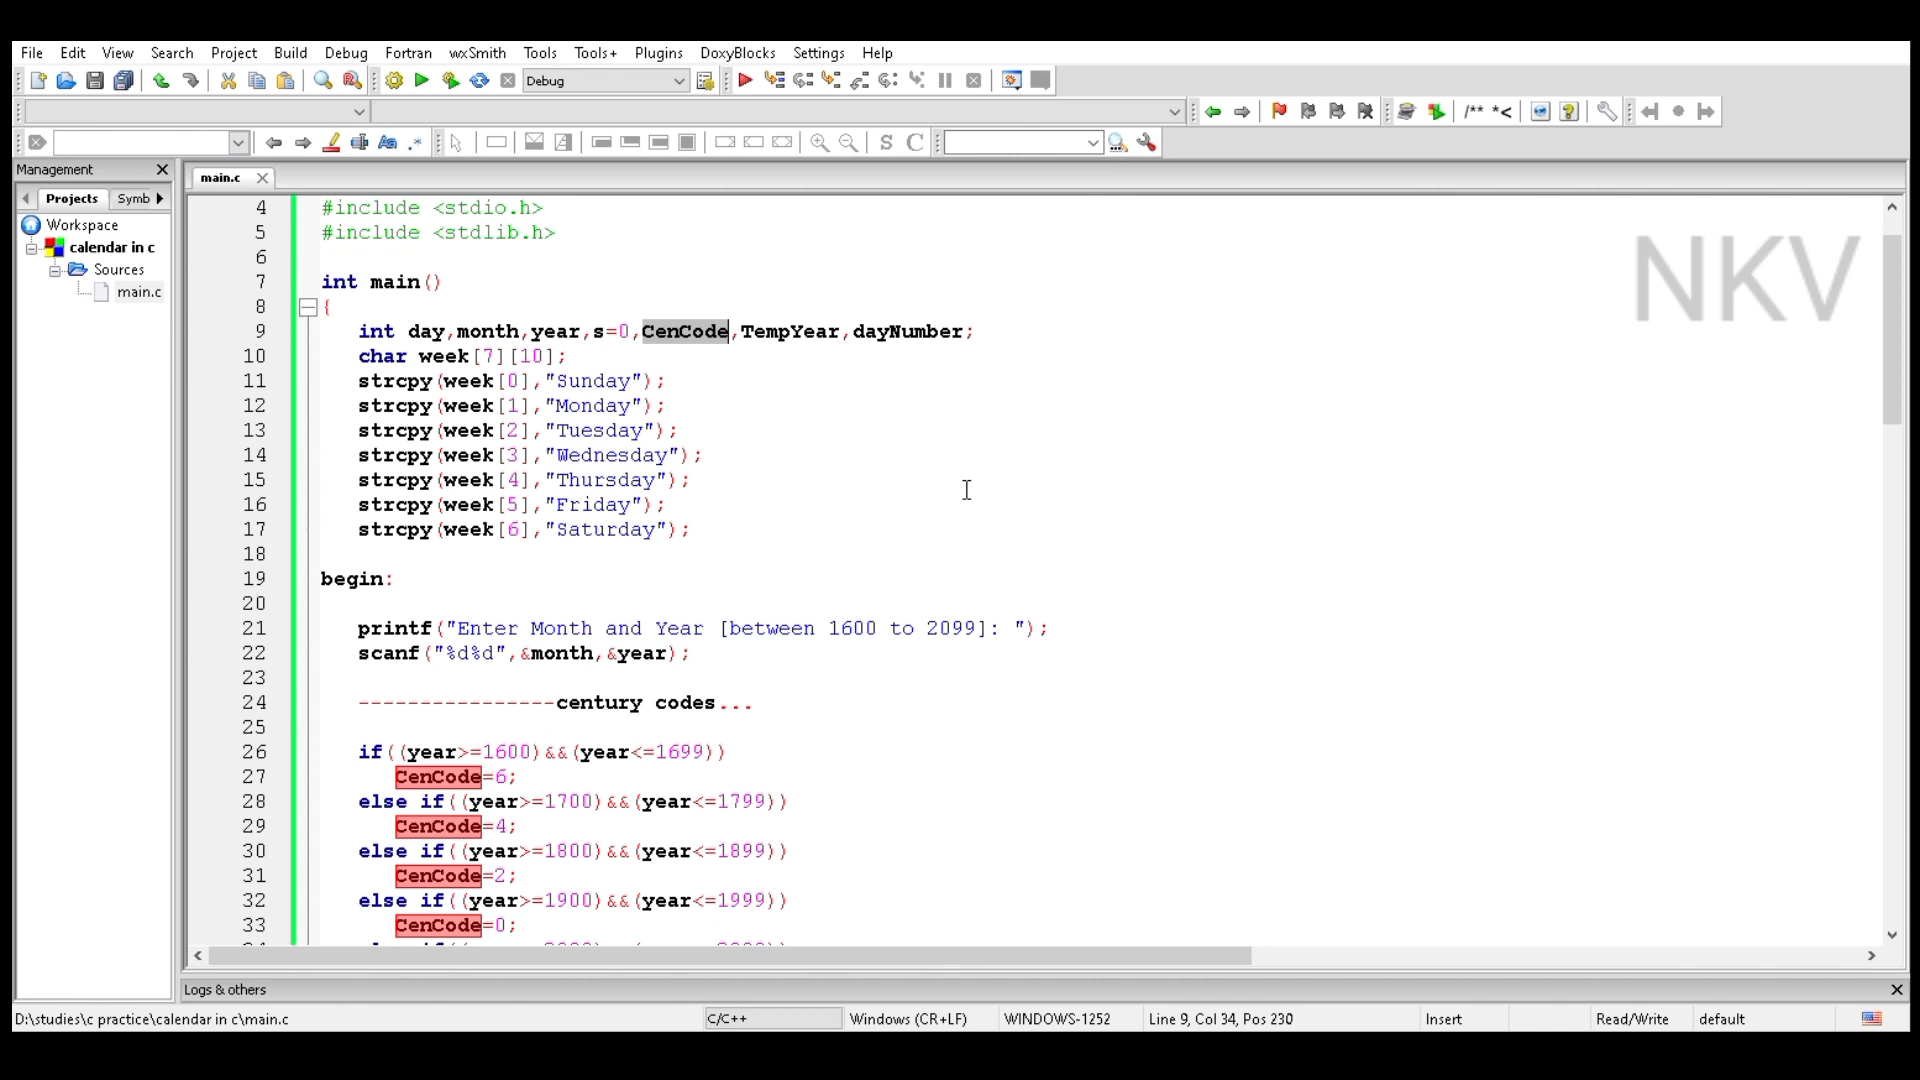 File Edit View Search Project Build Debug Fortran wxSmith Tools Tools+ Plugins DoxyBlocks Settings Help
Debug
/** *<
Aa .* S C
Management
main.c
Projects Symb
Workspace
calendar in c
Sources
main.c
NKV
4 #include <stdio.h>
5 #include <stdlib.h>
6
7 int main()
8 {
9 int day,month,year,s=0,CenCode,TempYear,dayNumber;
10 char week[7][10];
11 strcpy(week[0],"Sunday");
12 strcpy(week[1],"Monday");
13 strcpy(week[2],"Tuesday");
14 strcpy(week[3],"Wednesday");
15 strcpy(week[4],"Thursday");
16 strcpy(week[5],"Friday");
17 strcpy(week[6],"Saturday");
18
19 begin:
20
21 printf("Enter Month and Year [between 1600 to 2099]: ");
22 scanf("%d%d",&month,&year);
23
24 ----------------century codes...
25
26 if((year>=1600)&&(year<=1699))
27 CenCode=6;
28 else if((year>=1700)&&(year<=1799))
29 CenCode=4;
30 else if((year>=1800)&&(year<=1899))
31 CenCode=2;
32 else if((year>=1900)&&(year<=1999))
33 CenCode=0;
Logs & others
D:\studies\c practice\calendar in c\main.c C/C++ Windows (CR+LF) WINDOWS-1252 Line 9, Col 34, Pos 230 Insert Read/Write default